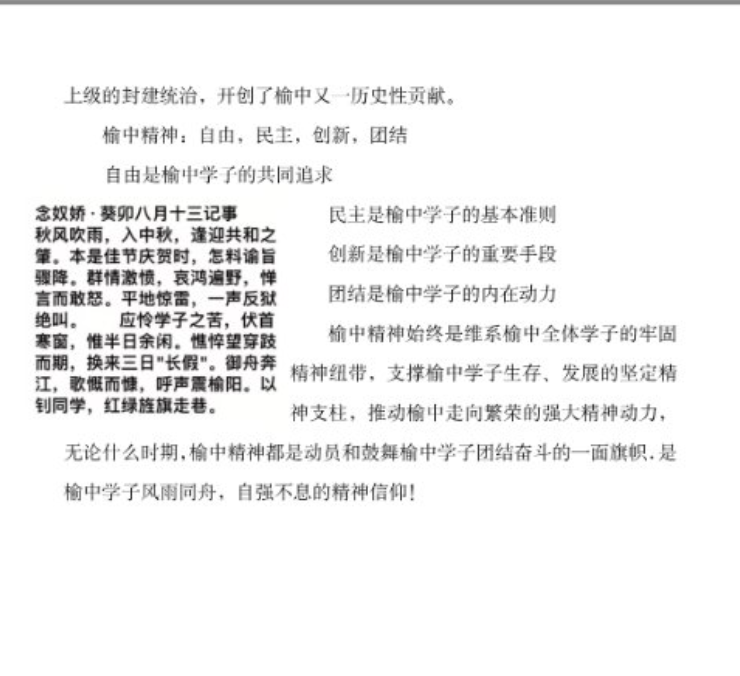 上级的封建统治，开创了榆中又一历史性贡献。
榆中精神：自由，民主，创新，团结
自由是榆中学子的共同追求
念奴娇·葵卯八月十三记事
秋风吹雨，入中秋，逢迎共和之
肇。本是佳节庆贺时，怎料谕旨
骤降。群情激愤，哀鸿遍野，惮
言而敢怒。平地惊雷，一声反狱
绝叫。 应怜学子之苦，伏首
寒窗，惟半日余闲。憔悴望穿跂
而期，换来三日"长假"。御舟奔
江，歌慨而慷，呼声震榆阳。以
钊同学，红绿旌旗走巷。
民主是榆中学子的基本准则
创新是榆中学子的重要手段
团结是榆中学子的内在动力
榆中精神始终是维系榆中全体学子的牢固
精神纽带，支撑榆中学子生存、发展的坚定精
神支柱，推动榆中走向繁荣的强大精神动力，
无论什么时期,榆中精神都是动员和鼓舞榆中学子团结奋斗的一面旗帜.是
榆中学子风雨同舟，自强不息的精神信仰！